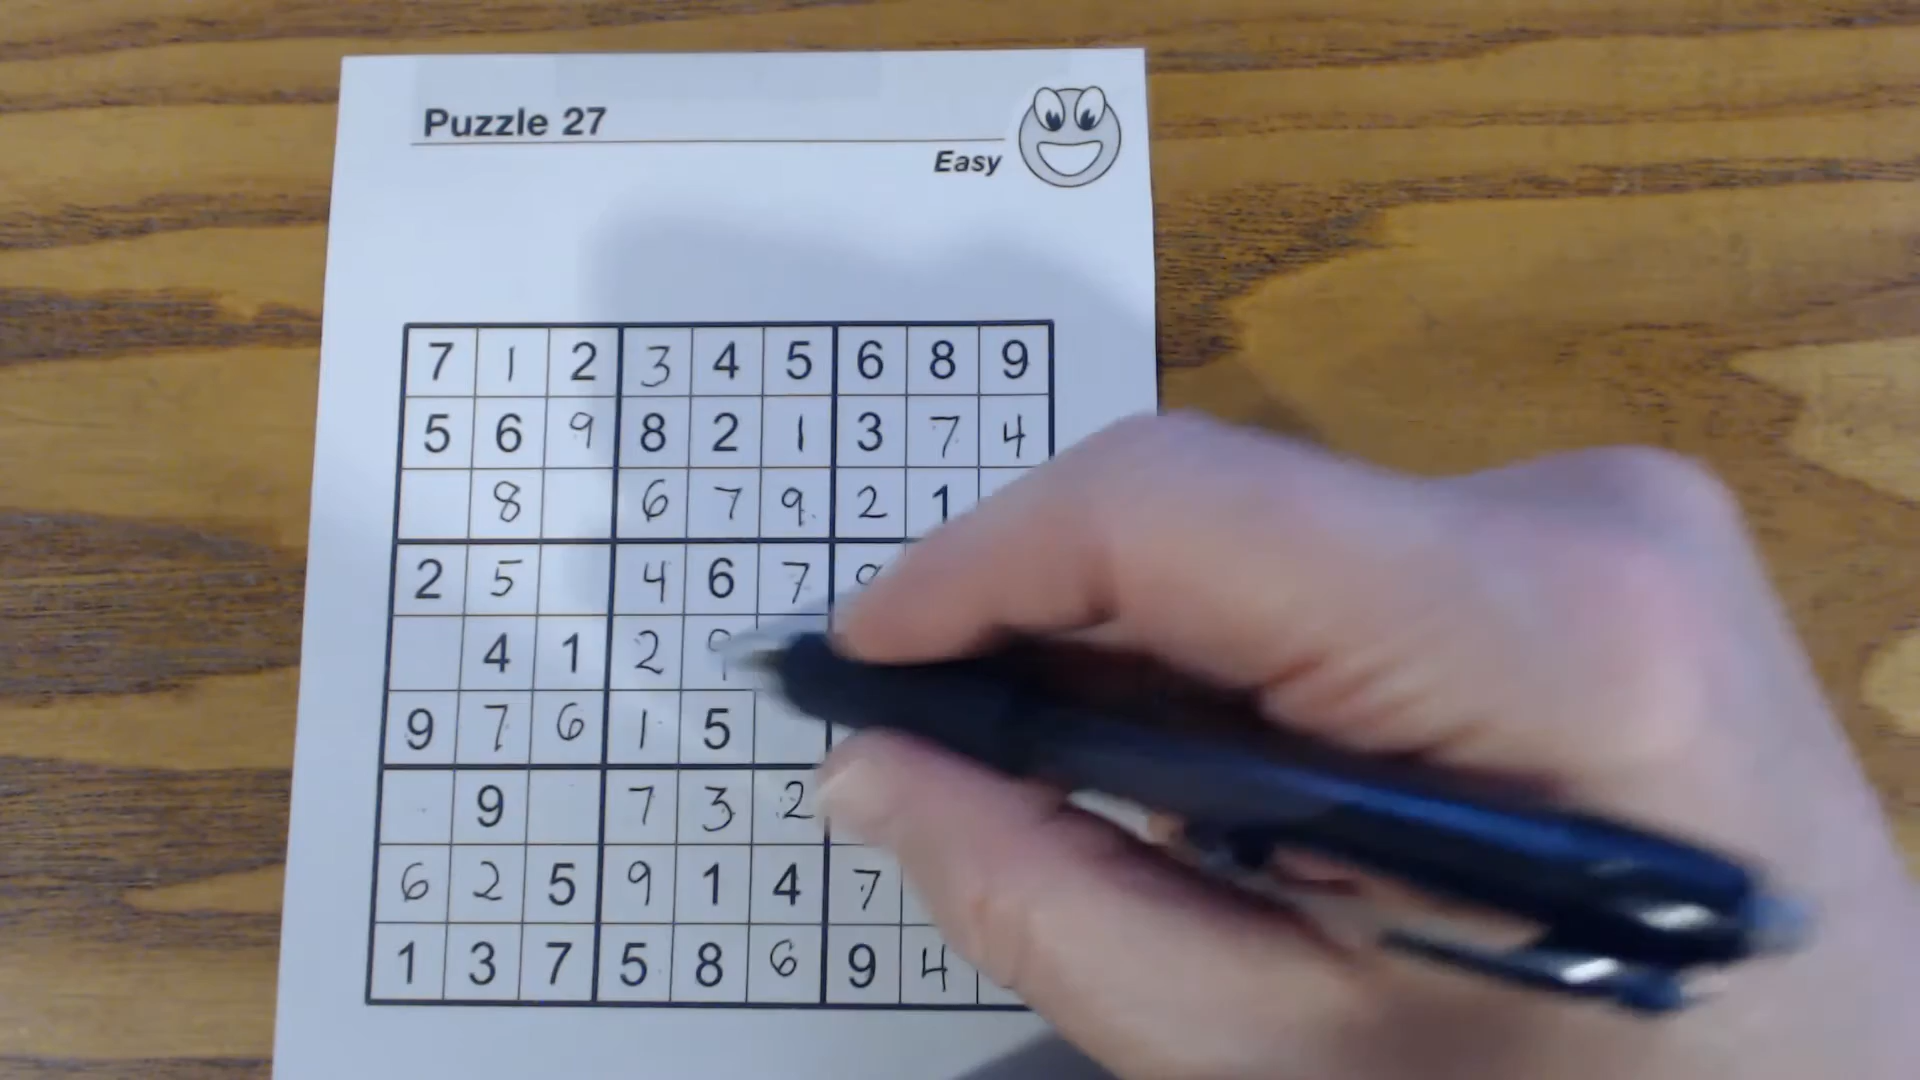 Puzzle 27
Easy
7 1 2 3 4 5 6 8 9
5 6 9 8 2 1 3 7 4
8 6 7 9 2 1
2 5 4 6 7
4 1 2 9
9 7 6 1 5
9 7 3 2
6 2 5 9 1 4 7
1 3 7 5 8 6 9 4